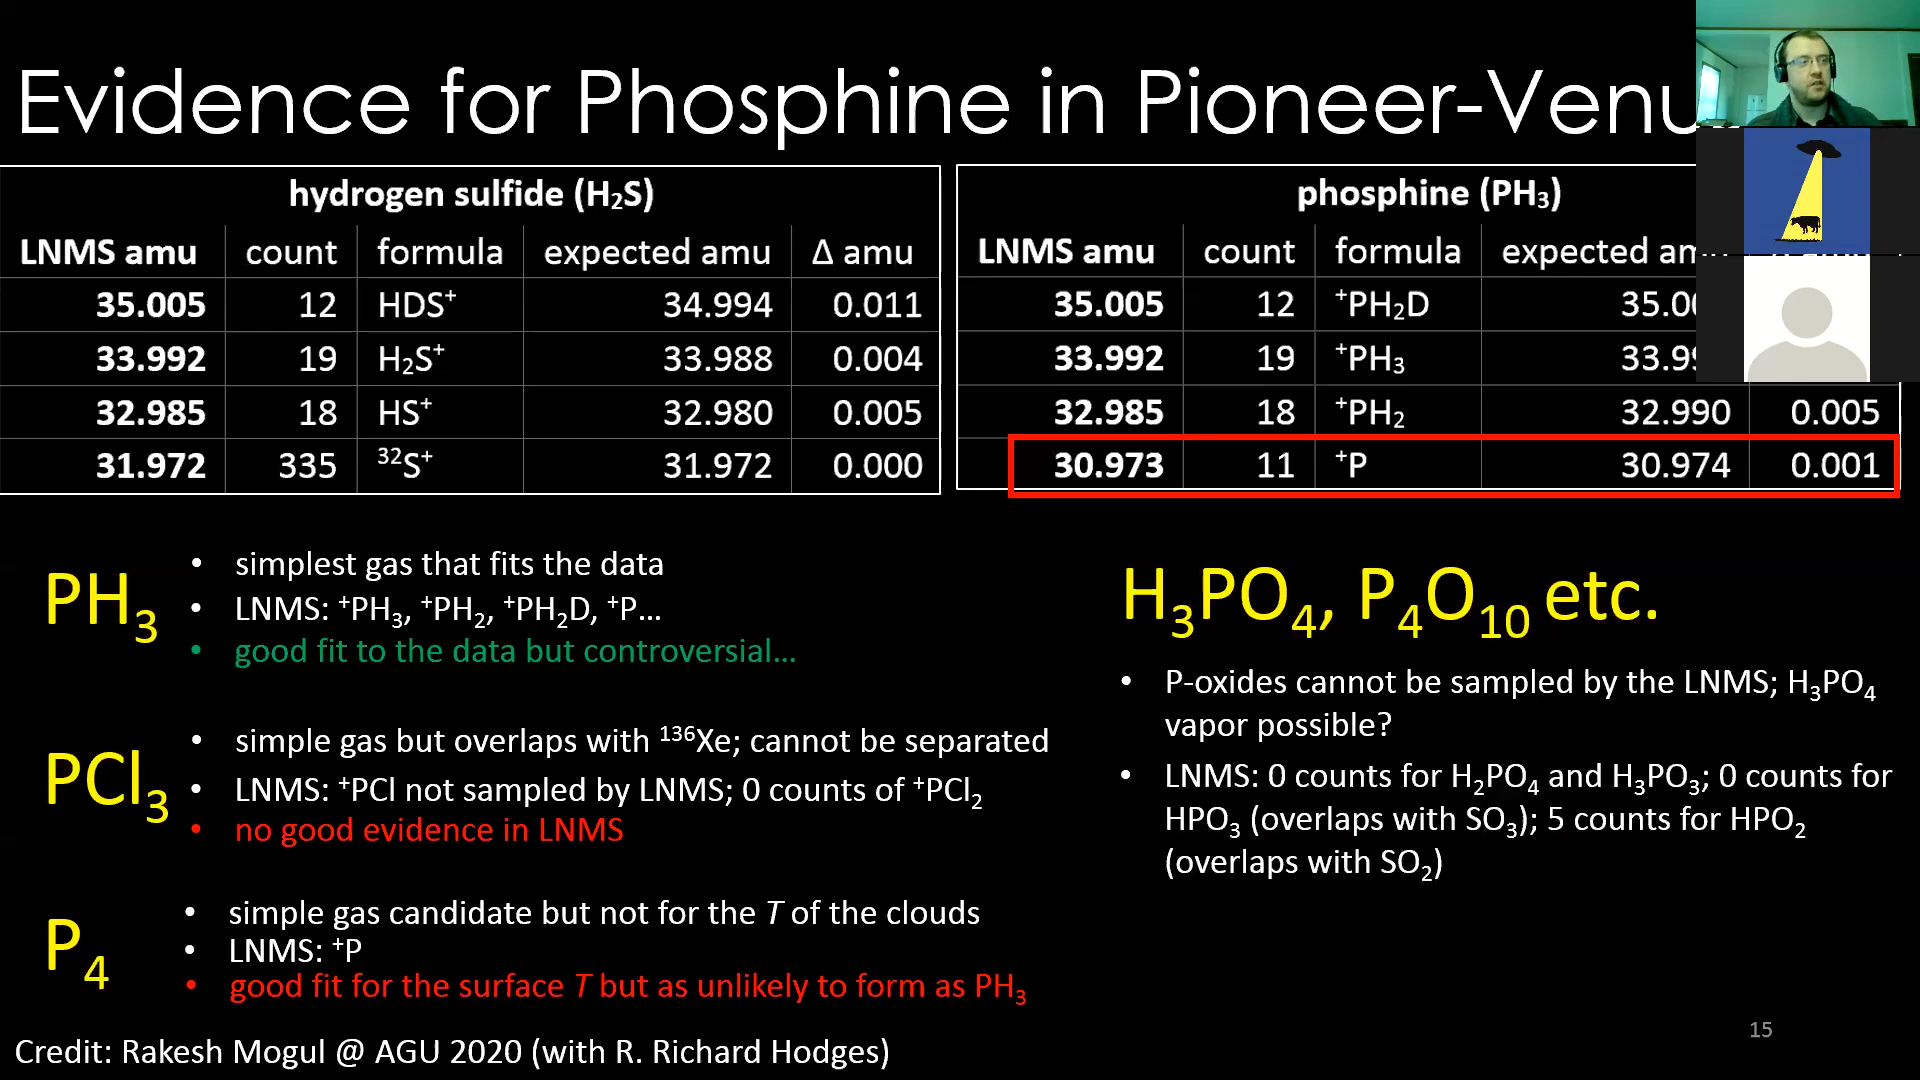 Evidence for Phosphine in Pioneer-Venu
hydrogen sulfide (H₂S)
LNMS amu count formula expected amu Δ amu
35.005 12 HDS⁺ 34.994 0.011
33.992 19 H₂S⁺ 33.988 0.004
32.985 18 HS⁺ 32.980 0.005
31.972 335 ³²S⁺ 31.972 0.000
phosphine (PH₃)
LNMS amu count formula expected
35.005 12 ⁺PH₂D
33.992 19 ⁺PH₃
32.985 18 ⁺PH₂ 32.990 0.005
30.973 11 ⁺P 30.974 0.001
PH₃
• simplest gas that fits the data
• LNMS: ⁺PH₃, ⁺PH₂, ⁺PH₂D, ⁺P...
• good fit to the data but controversial...
PCl₃
• simple gas but overlaps with ¹³⁶Xe; cannot be separated
• LNMS: ⁺PCl not sampled by LNMS; 0 counts of ⁺PCl₂
• no good evidence in LNMS
P₄
• simple gas candidate but not for the T of the clouds
• LNMS: ⁺P
• good fit for the surface T but as unlikely to form as PH₃
H₃PO₄, P₄O₁₀ etc.
• P-oxides cannot be sampled by the LNMS; H₃PO₄
vapor possible?
• LNMS: 0 counts for H₂PO₄ and H₃PO₃; 0 counts for
HPO₃ (overlaps with SO₃); 5 counts for HPO₂
(overlaps with SO₂)
Credit: Rakesh Mogul @ AGU 2020 (with R. Richard Hodges)
15